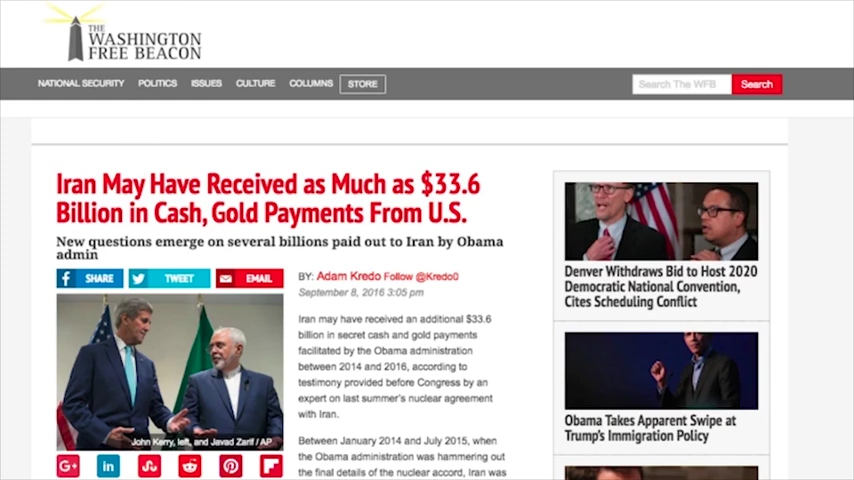 THE
WASHINGTON
FREE BEACON
NATIONAL SECURITY POLITICS ISSUES CULTURE COLUMNS STORE
Search The WFB Search
Iran May Have Received as Much as $33.6
Billion in Cash, Gold Payments From U.S.
New questions emerge on several billions paid out to Iran by Obama
admin
SHARE TWEET EMAIL
BY: Adam Kredo Follow @Kredo0
September 8, 2016 3:05 pm
John Kerry, left, and Javad Zarif / AP
Iran may have received an additional $33.6
billion in secret cash and gold payments
facilitated by the Obama administration
between 2014 and 2016, according to
testimony provided before Congress by an
expert on last summer's nuclear agreement
with Iran.
Between January 2014 and July 2015, when
the Obama administration was hammering out
the final details of the nuclear accord, Iran was
Denver Withdraws Bid to Host 2020
Democratic National Convention,
Cites Scheduling Conflict
Obama Takes Apparent Swipe at
Trump's Immigration Policy